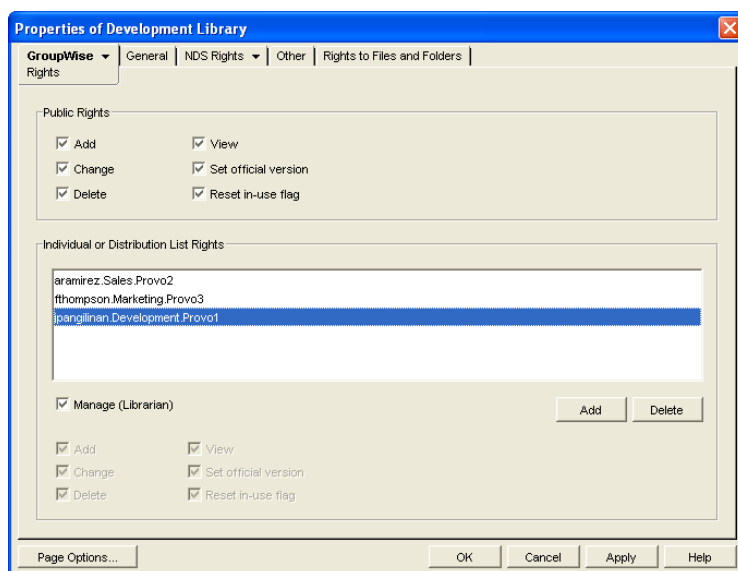 Properties of Development Library
GroupWise General NDS Rights Other Rights to Files and Folders
Rights
Public Rights
Add View
Change Set official version
Delete Reset in-use flag
Individual or Distribution List Rights
aramirez.Sales.Provo2
fthompson.Marketing.Provo3
jpangilinan.Development.Provo1
Manage (Librarian)
Add Delete
Add View
Change Set official version
Delete Reset in-use flag
Page Options... OK Cancel Apply Help